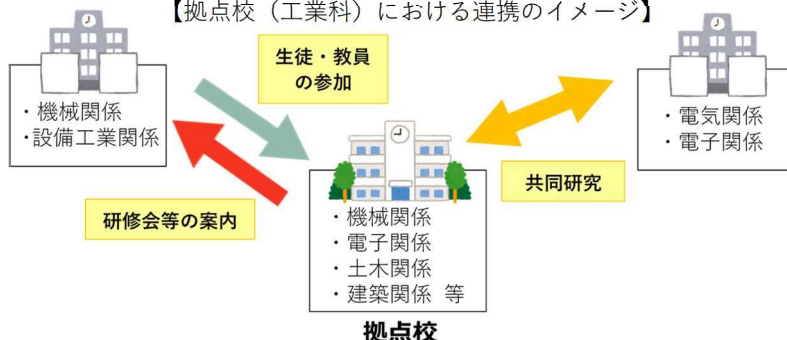 【拠点校（工業科）における連携のイメージ】
生徒・教員
の参加
・機械関係
・設備工業関係
・電気関係
・電子関係
共同研究
研修会等の案内
・機械関係
・電子関係
・土木関係
・建築関係 等
拠点校